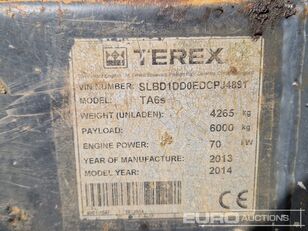 TEREX
VIN NUMBER: SLBD1DD0EDCPJ4891
MODEL: TA6s
WEIGHT (UNLADEN): 4265 kg
PAYLOAD: 6000 kg
ENGINE POWER: 70 kW
YEAR OF MANUFACTURE: 2013
MODEL YEAR: 2014
CE
EURO
AUCTIONS